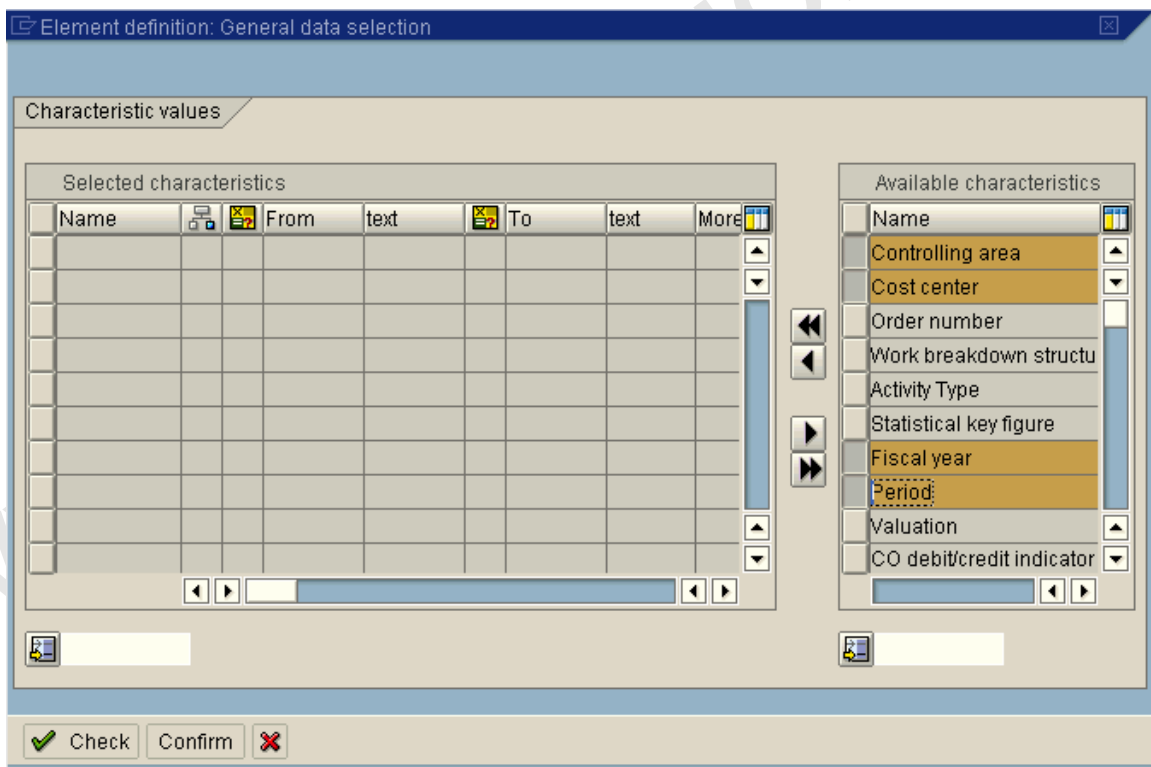 Element definition: General data selection
Characteristic values
Selected characteristics
Available characteristics
Name From text To text More
Name
Controlling area
Cost center
Order number
Work breakdown structu
Activity Type
Statistical key figure
Fiscal year
Period
Valuation
CO debit/credit indicator
Check Confirm